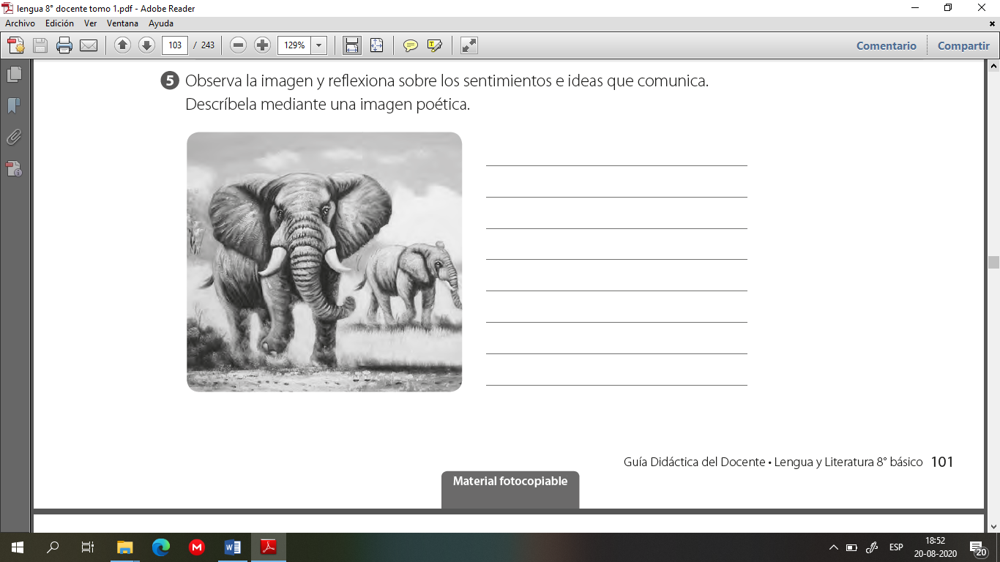 lengua 8° docente tomo 1.pdf - Adobe Reader
Archivo Edición Ver Ventana Ayuda
103 / 243 129% Comentario Compartir
5 Observa la imagen y reflexiona sobre los sentimientos e ideas que comunica.
Descríbela mediante una imagen poética.
Guía Didáctica del Docente • Lengua y Literatura 8° básico 101
Material fotocopiable
18:52
ESP
20-08-2020
20